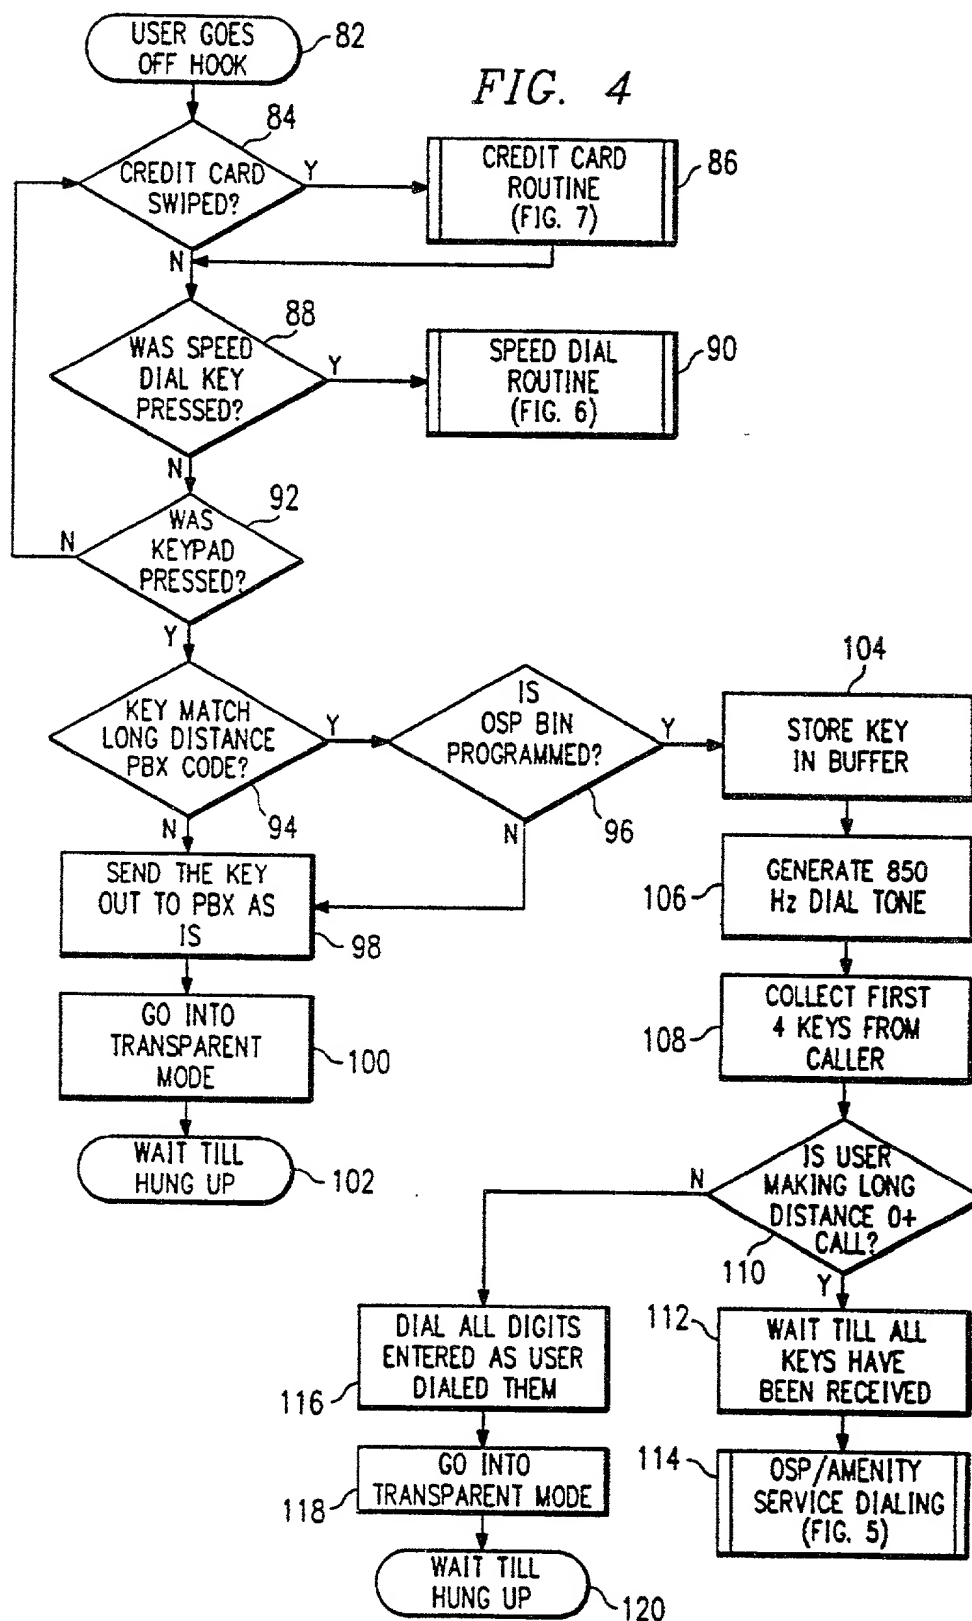 USER GOES
OFF HOOK
82
FIG. 4
84
CREDIT CARD
SWIPED?
Y
N
CREDIT CARD
ROUTINE
(FIG. 7)
86
88
WAS SPEED
DIAL KEY
PRESSED?
Y
N
SPEED DIAL
ROUTINE
(FIG. 6)
90
92
WAS
KEYPAD
PRESSED?
N
Y
KEY MATCH
LONG DISTANCE
PBX CODE?
Y
N
94
IS
OSP BIN
PROGRAMMED?
Y
N
96
104
STORE KEY
IN BUFFER
SEND THE KEY
OUT TO PBX AS
IS
98
106
GENERATE 850
Hz DIAL TONE
GO INTO
TRANSPARENT
MODE
100
108
COLLECT FIRST
4 KEYS FROM
CALLER
WAIT TILL
HUNG UP
102
IS USER
MAKING LONG
DISTANCE 0+
CALL?
N
Y
110
DIAL ALL DIGITS
ENTERED AS USER
DIALED THEM
116
112
WAIT TILL ALL
KEYS HAVE
BEEN RECEIVED
GO INTO
TRANSPARENT MODE
118
114
OSP/AMENITY
SERVICE DIALING
(FIG. 5)
WAIT TILL
HUNG UP
120